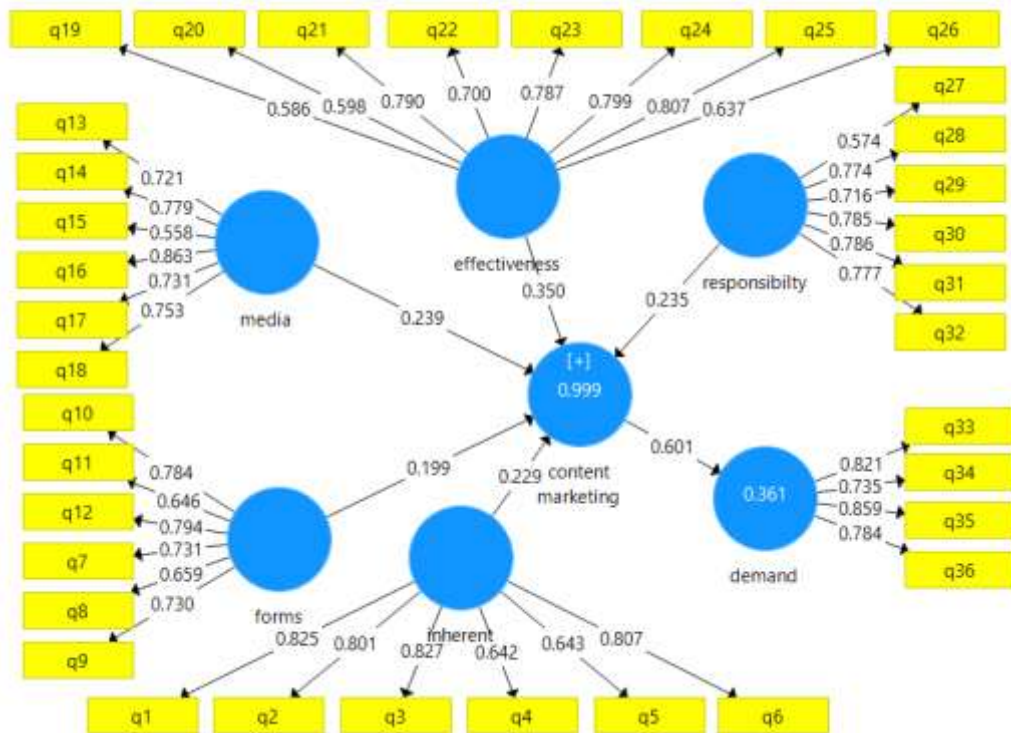 q19 q20 q21 q22 q23 q24 q25 q26
0.586 0.598 0.790 0.700 0.787 0.799 0.807 0.637
q13
q14
q15
q16
q17
q18
0.721
0.779
0.558
0.863
0.731
0.753
media
effectiveness
q27
q28
q29
q30
q31
q32
0.574
0.774
0.716
0.785
0.786
0.777
responsibilty
0.239
0.350
0.235
[+]
0.999
content
marketing
q10
q11
q12
q7
q8
q9
0.784
0.646
0.794
0.731
0.659
0.730
forms
0.199
0.229
0.601
0.361
demand
q33
q34
q35
q36
0.821
0.735
0.859
0.784
inherent
0.825 0.801 0.827 0.642 0.643 0.807
q1 q2 q3 q4 q5 q6